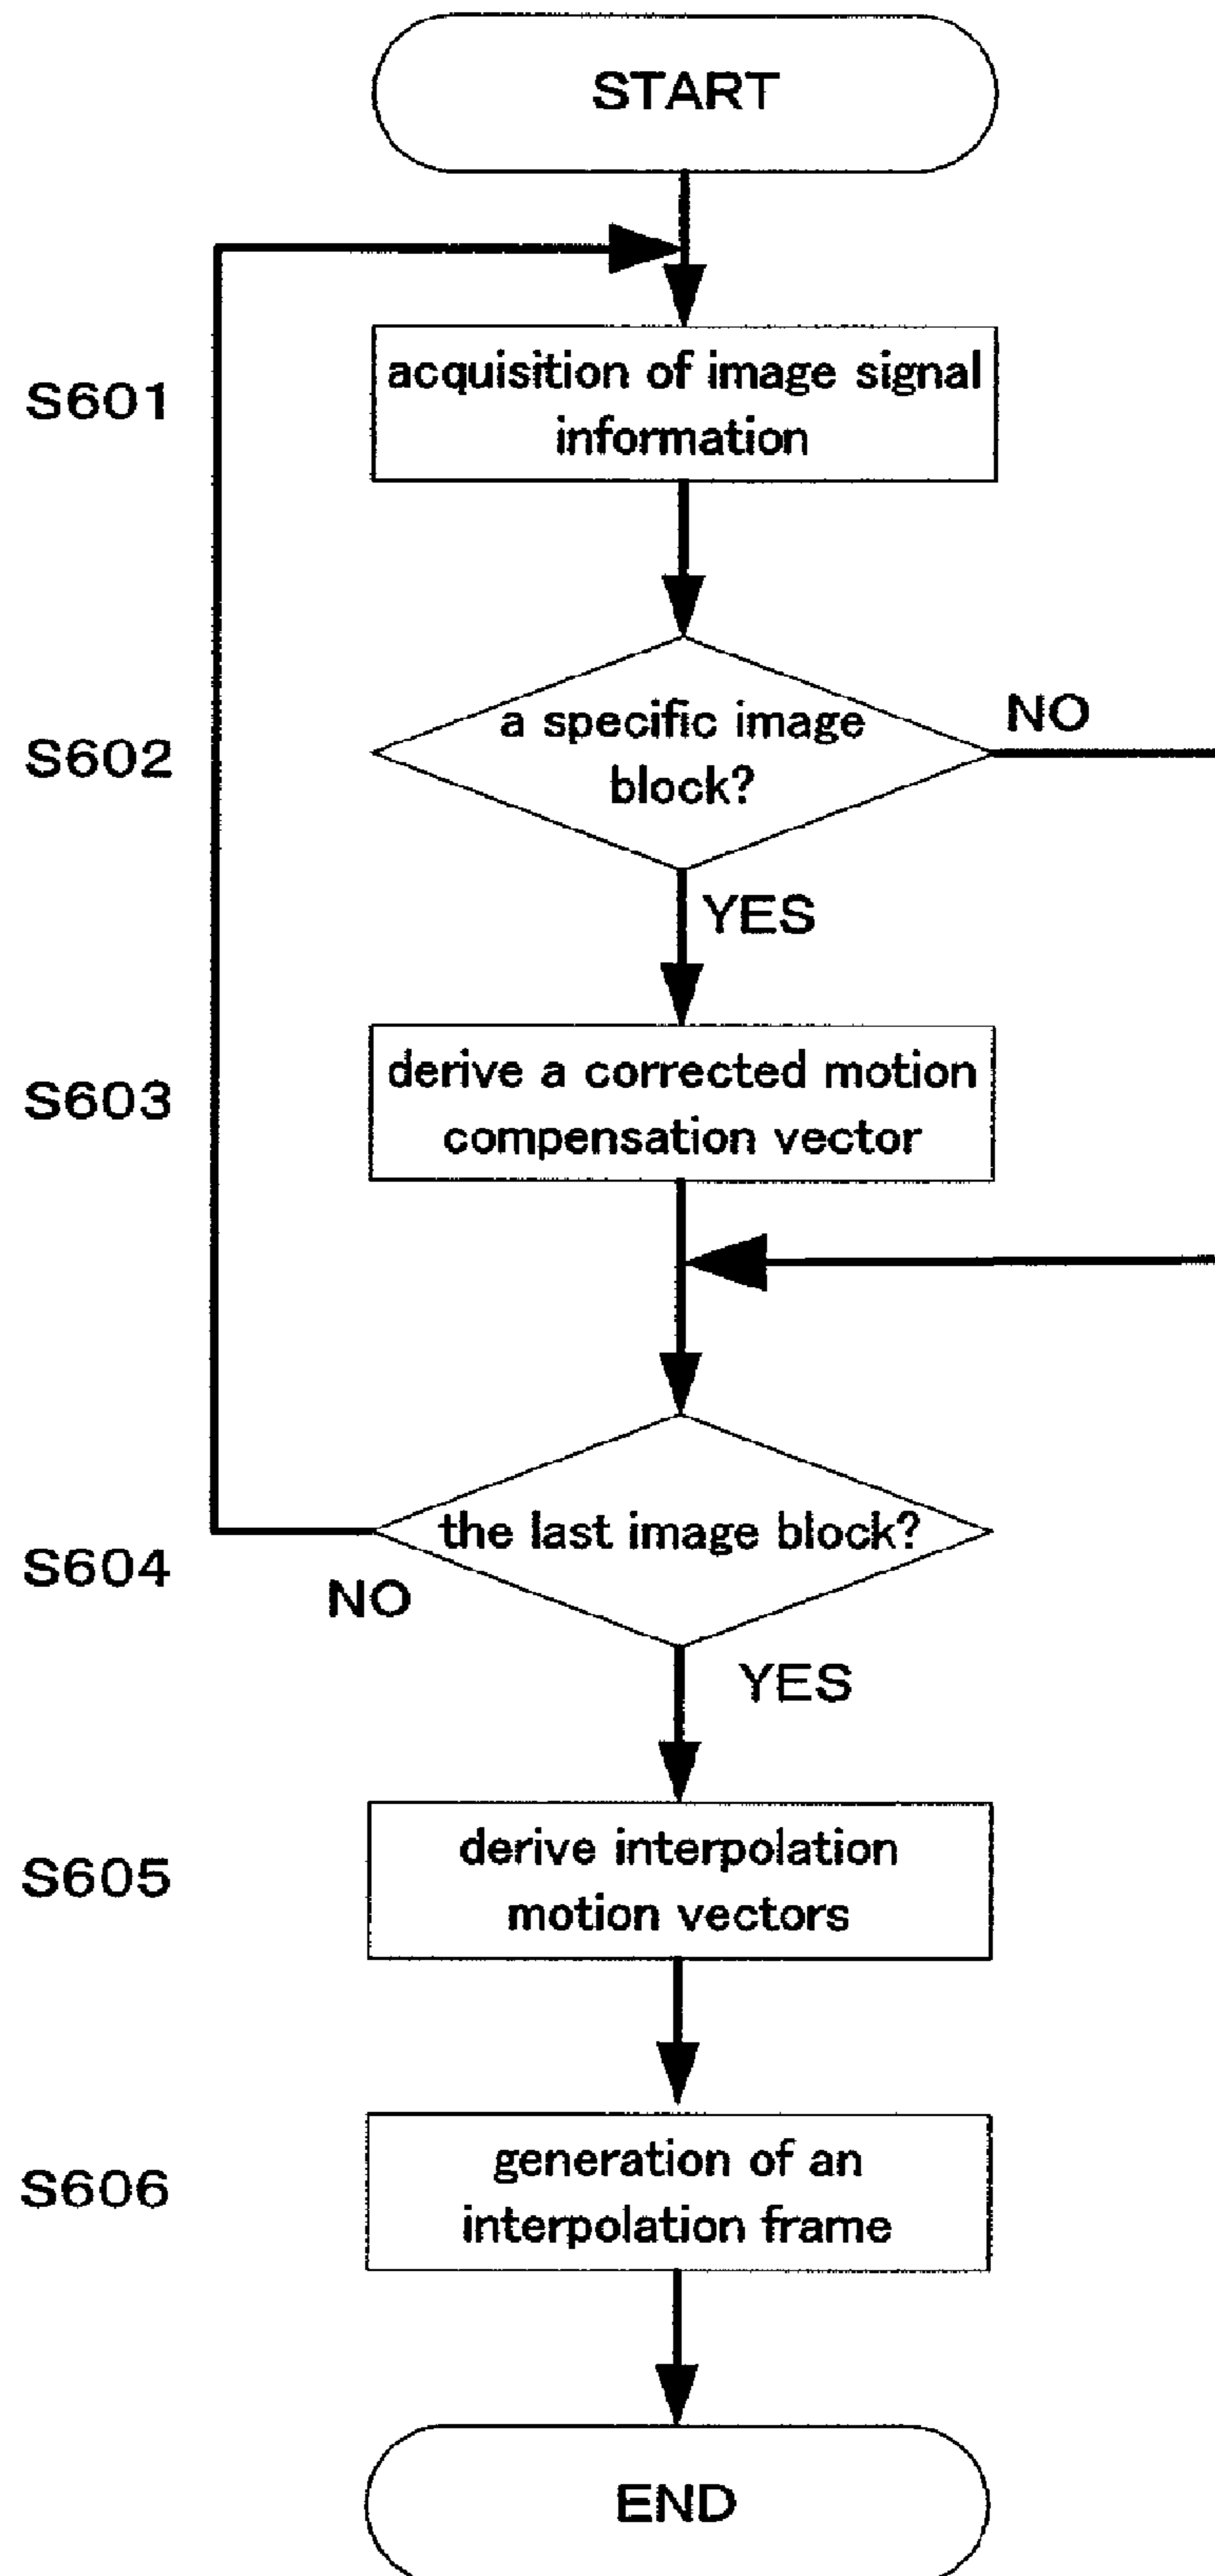 START
S601
acquisition of image signal
information
S602
a specific image
block?
NO
YES
S603
derive a corrected motion
compensation vector
S604
the last image block?
NO
YES
S605
derive interpolation
motion vectors
S606
generation of an
interpolation frame
END